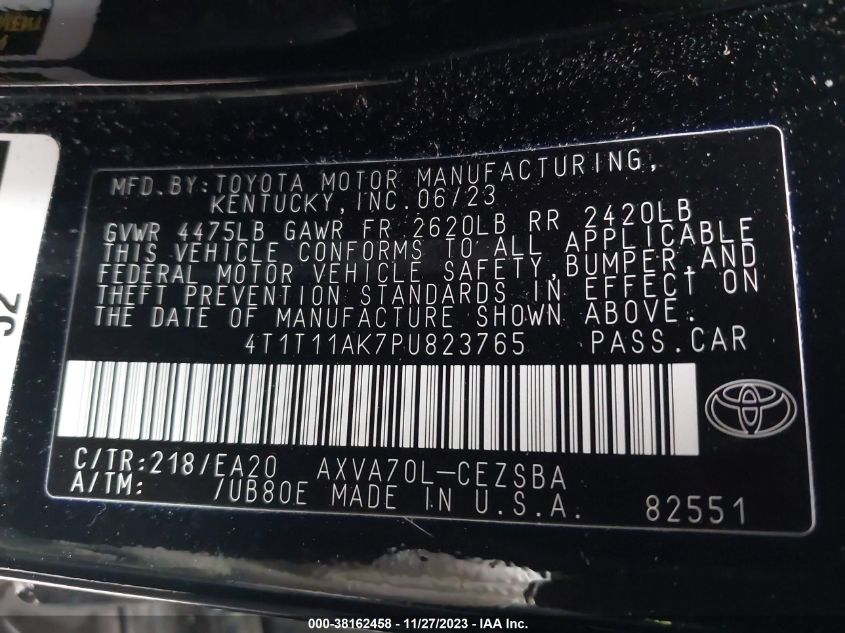 MFD. BY: TOYOTA MOTOR MANUFACTURING,
KENTUCKY, INC. 06/23
GVWR 4475LB GAWR FR 2620LB RR 2420LB
THIS VEHICLE CONFORMS TO ALL APPLICABLE
FEDERAL MOTOR VEHICLE SAFETY, BUMPER, AND
THEFT PREVENTION STANDARDS IN EFFECT ON
THE DATE OF MANUFACTURE SHOWN ABOVE.
4T1T11AK7PU823765 PASS. CAR
C/TR: 218/EA20 AXVA70L-CEZSBA
A/TM: /UB80E MADE IN U.S.A. 82551
000-38162458 - 11/27/2023 - IAA Inc.